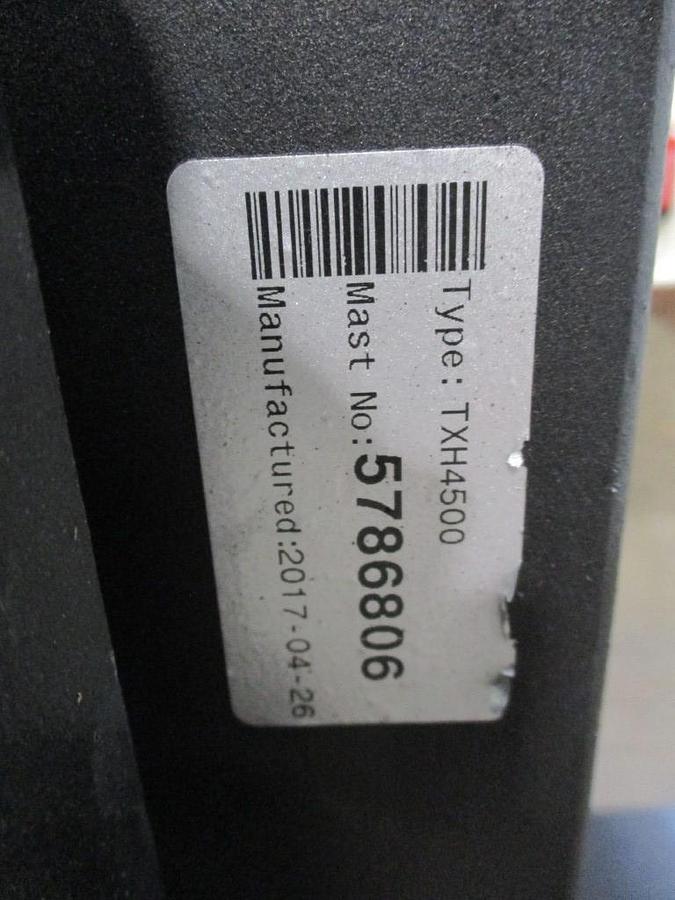 Type: TXH4500
Mast No:5786806
Manufactured:2017-04-26